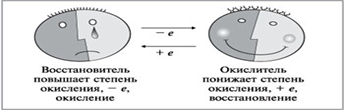 − e
+ e
Восстановитель
повышает степень
окисления, − e,
окисление
Окислитель
понижает степень
окисления, + e,
восстановление